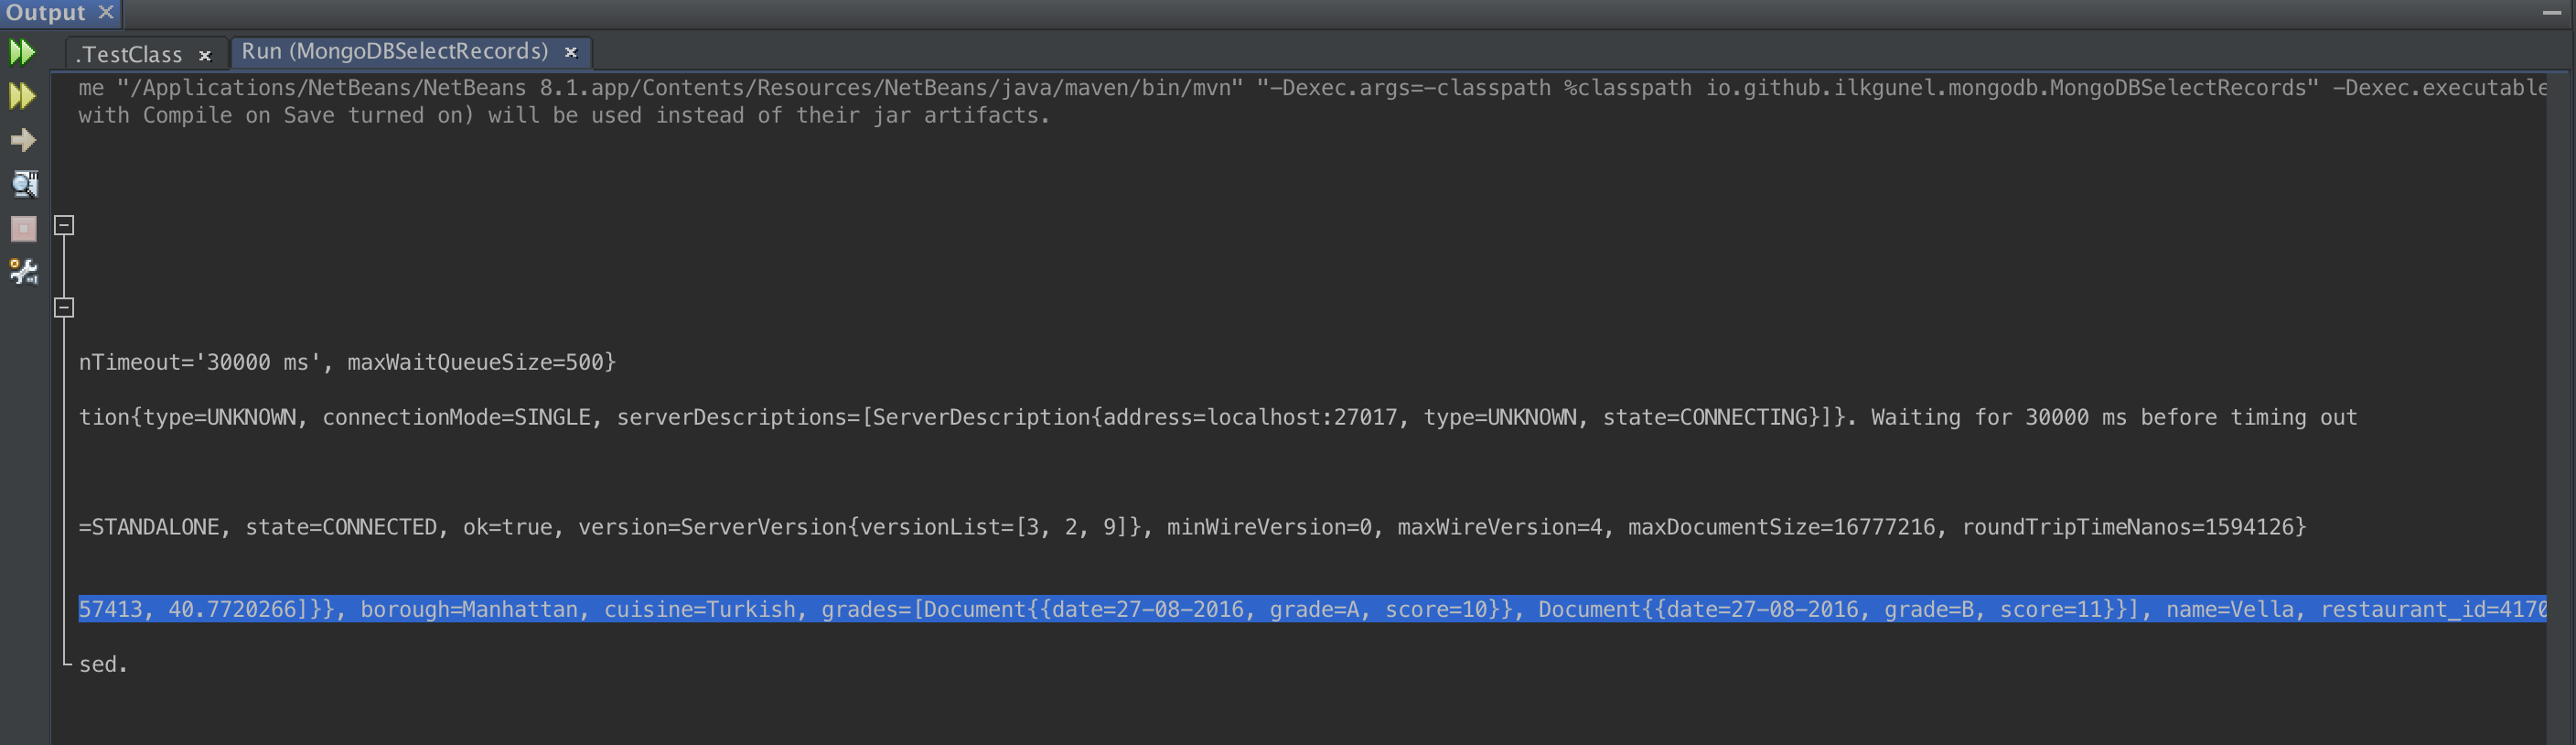 Output
.TestClass
Run (MongoDBSelectRecords)
me "/Applications/NetBeans/NetBeans 8.1.app/Contents/Resources/NetBeans/java/maven/bin/mvn" "-Dexec.args=-classpath %classpath io.github.ilkgunel.mongodb.MongoDBSelectRecords" -Dexec.executable
with Compile on Save turned on) will be used instead of their jar artifacts.
nTimeout='30000 ms', maxWaitQueueSize=500}
tion{type=UNKNOWN, connectionMode=SINGLE, serverDescriptions=[ServerDescription{address=localhost:27017, type=UNKNOWN, state=CONNECTING}]}. Waiting for 30000 ms before timing out
=STANDALONE, state=CONNECTED, ok=true, version=ServerVersion{versionList=[3, 2, 9]}, minWireVersion=0, maxWireVersion=4, maxDocumentSize=16777216, roundTripTimeNanos=1594126}
57413, 40.7720266]}}, borough=Manhattan, cuisine=Turkish, grades=[Document{{date=27-08-2016, grade=A, score=10}}, Document{{date=27-08-2016, grade=B, score=11}}], name=Vella, restaurant_id=4170
sed.